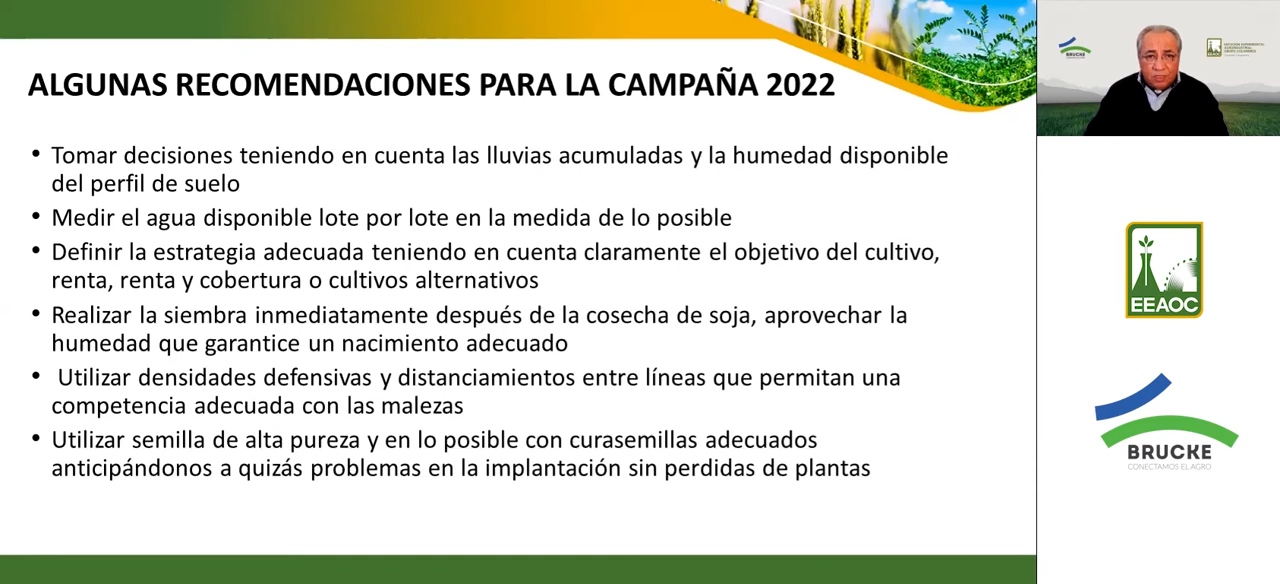 ALGUNAS RECOMENDACIONES PARA LA CAMPAÑA 2022
• Tomar decisiones teniendo en cuenta las lluvias acumuladas y la humedad disponible
del perfil de suelo
• Medir el agua disponible lote por lote en la medida de lo posible
• Definir la estrategia adecuada teniendo en cuenta claramente el objetivo del cultivo,
renta, renta y cobertura o cultivos alternativos
• Realizar la siembra inmediatamente después de la cosecha de soja, aprovechar la
humedad que garantice un nacimiento adecuado
• Utilizar densidades defensivas y distanciamientos entre líneas que permitan una
competencia adecuada con las malezas
• Utilizar semilla de alta pureza y en lo posible con curasemillas adecuados
anticipándonos a quizás problemas en la implantación sin perdidas de plantas
BRUCKE
EEAOC
BRUCKE
CONECTAMOS EL AGRO